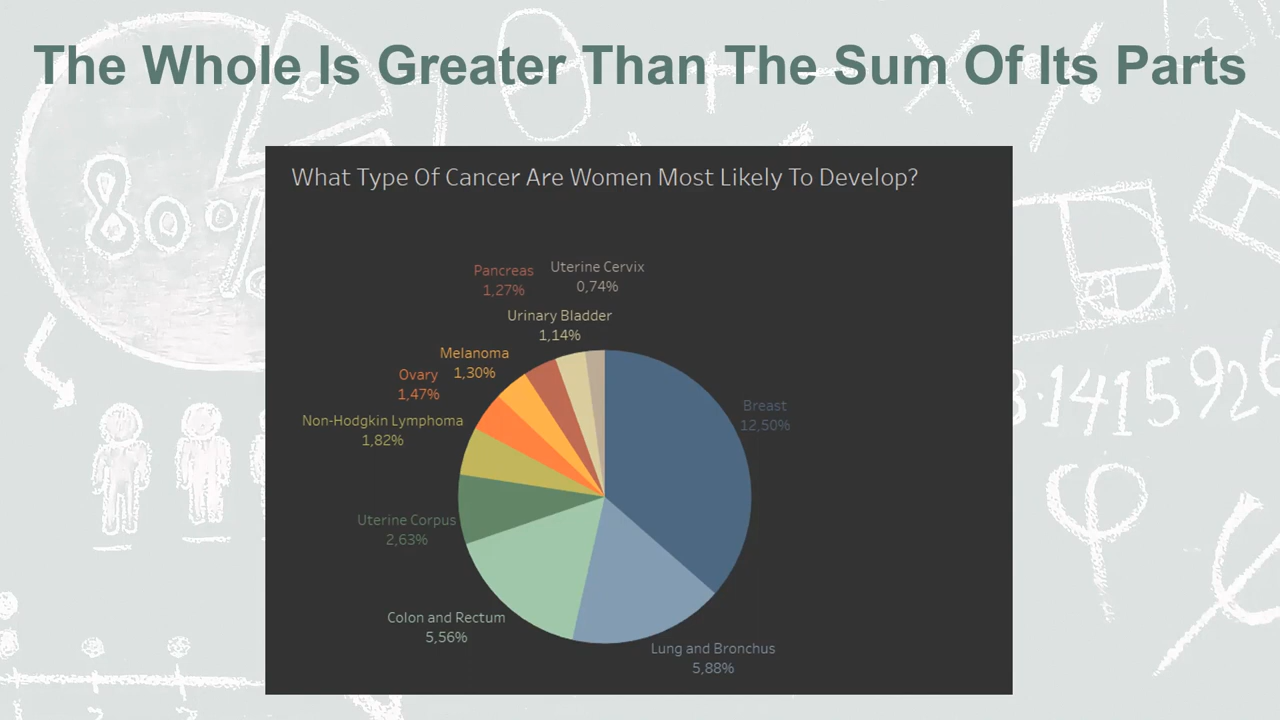 The Whole Is Greater Than The Sum Of Its Parts
What Type Of Cancer Are Women Most Likely To Develop?
Pancreas
1,27%
Uterine Cervix
0,74%
Urinary Bladder
1,14%
Melanoma
1,30%
Ovary
1,47%
Non-Hodgkin Lymphoma
1,82%
Breast
12,50%
Uterine Corpus
2,63%
Colon and Rectum
5,56%
Lung and Bronchus
5,88%
80%
3.1415926
φ